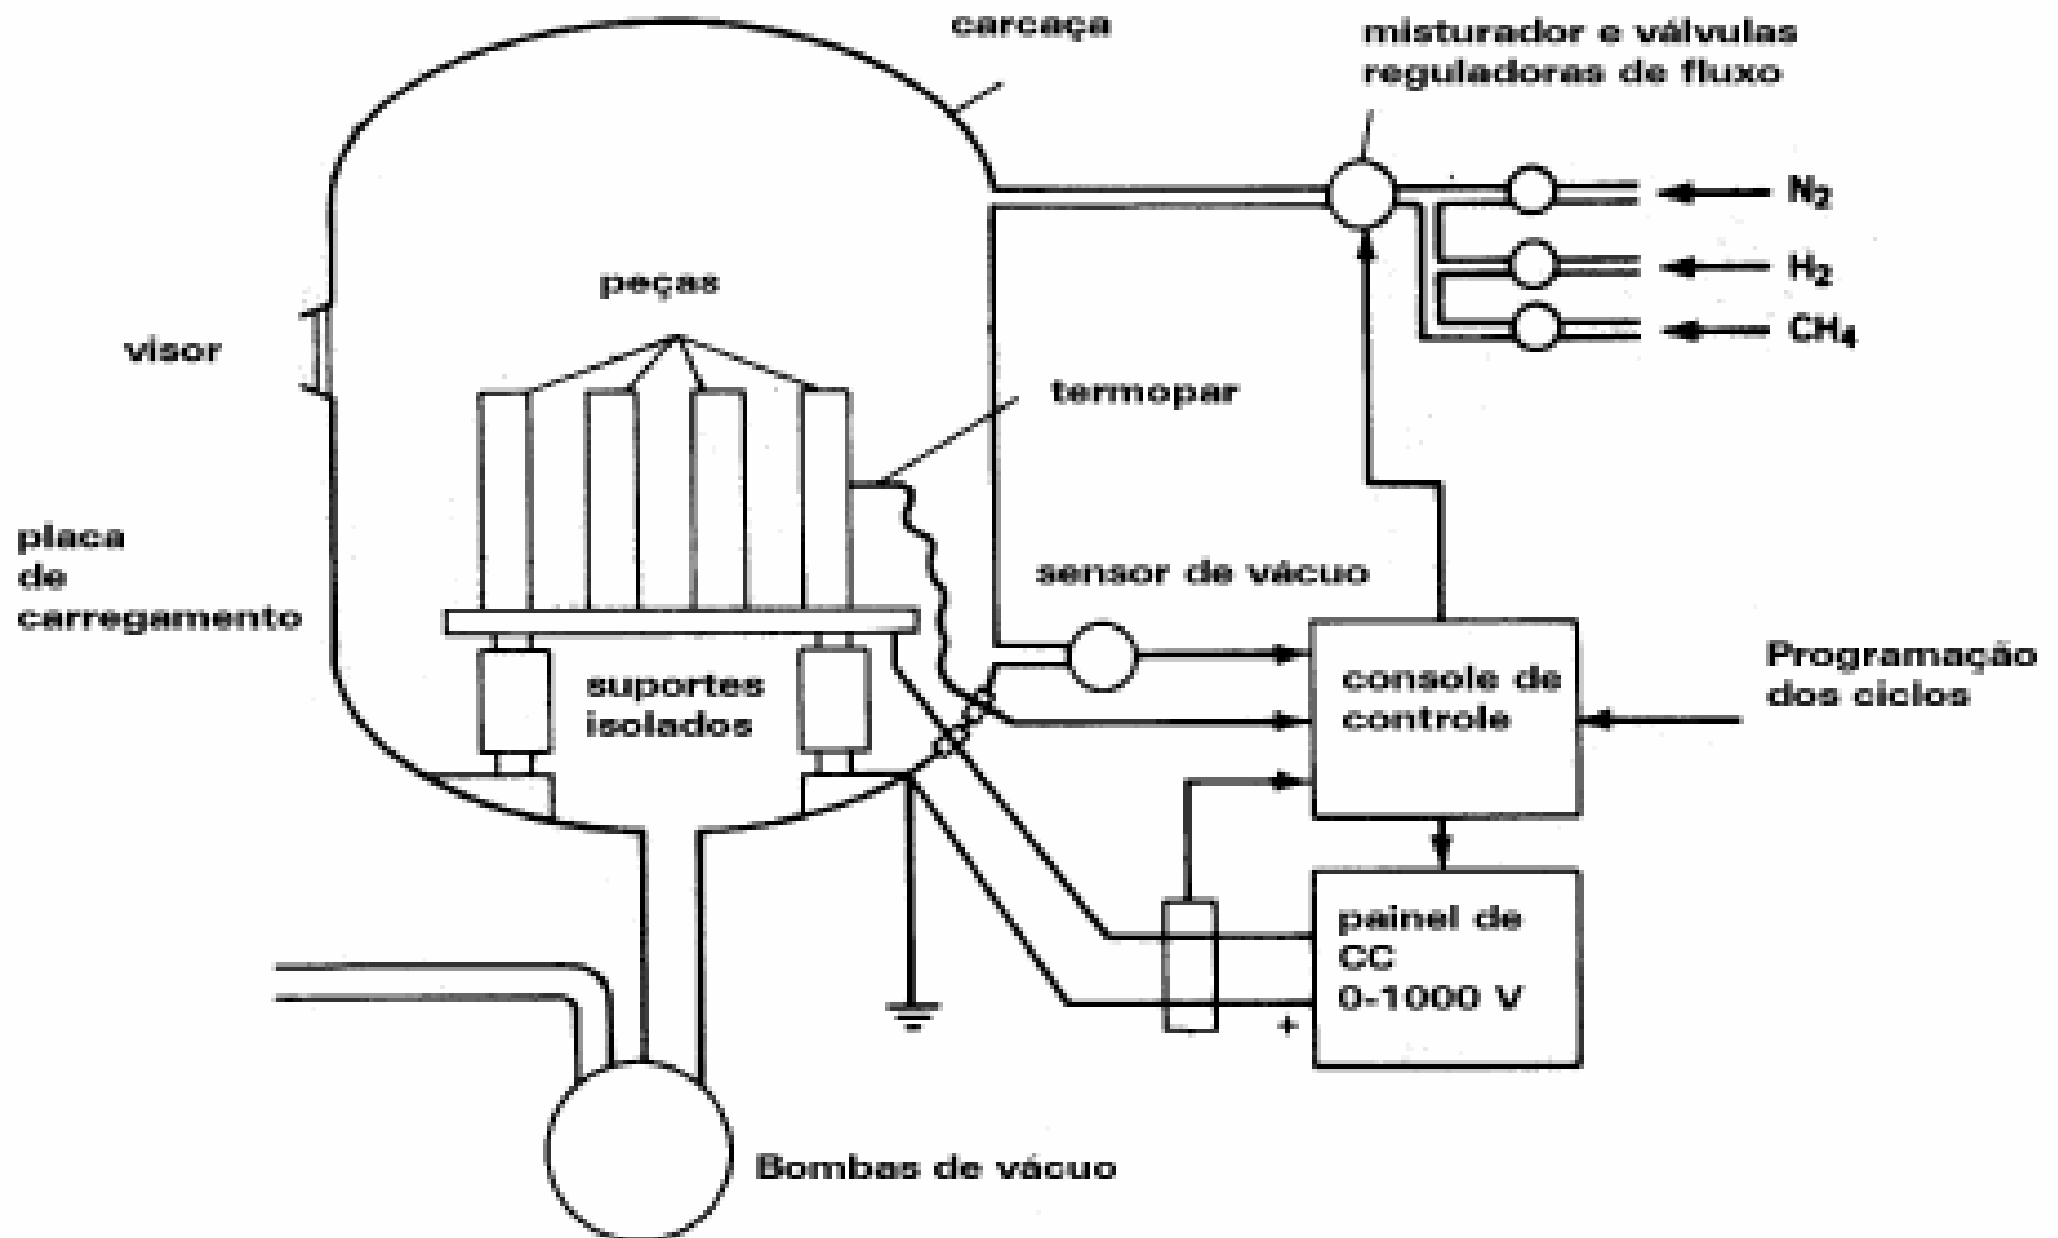 carcaça
misturador e válvulas
reguladoras de fluxo
N₂
H₂
CH₄
peças
visor
termopar
placa
de
carregamento
sensor de vácuo
suportes
isolados
console de
controle
Programação
dos ciclos
painel de
CC
0-1000 V
+
Bombas de vácuo